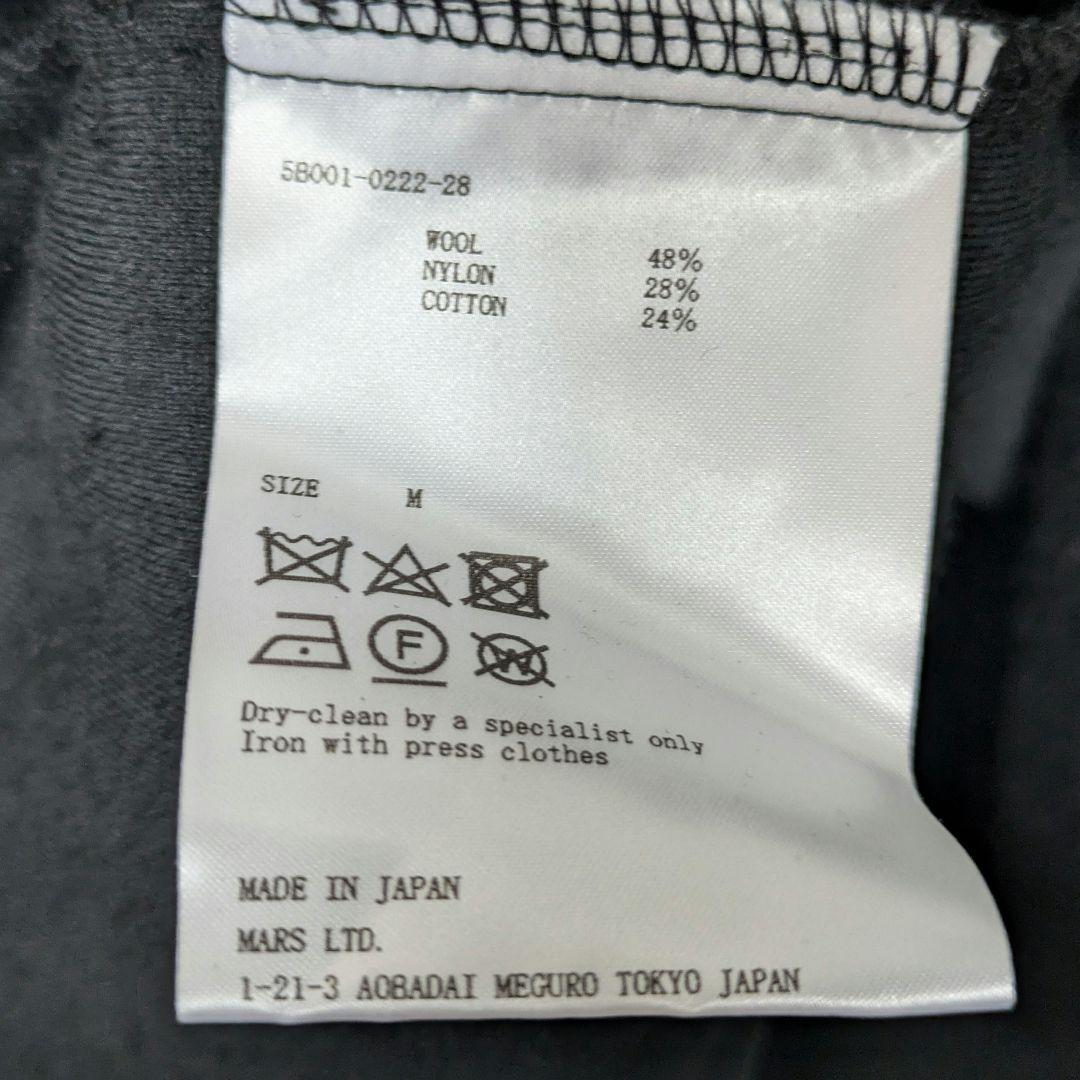 5B001-0222-28
WOOL 48%
NYLON 28%
COTTON 24%
SIZE M
F W
Dry-clean by a specialist only
Iron with press clothes
MADE IN JAPAN
MARS LTD.
1-21-3 AOBADAI MEGURO TOKYO JAPAN